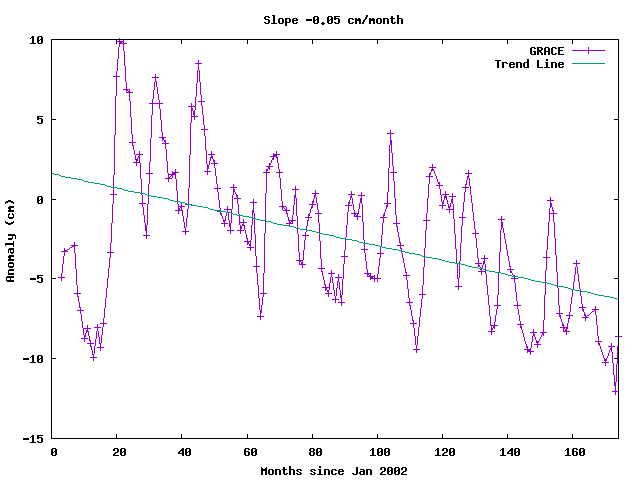 Slope -0.05 cm/month
GRACE
Trend Line
10
5
0
-5
-10
-15
Anomaly (cm)
0 20 40 60 80 100 120 140 160
Months since Jan 2002